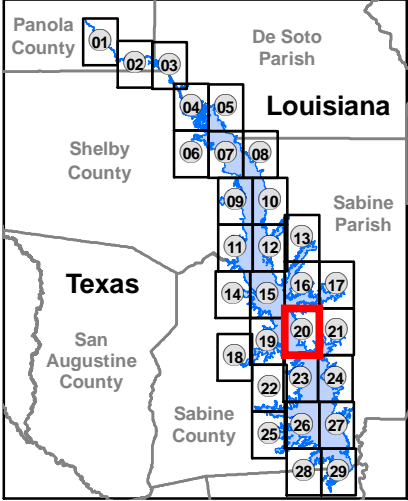 Panola
County
De Soto
Parish
01
02
03
04
05
Louisiana
06
07
08
Shelby
County
09
10
Sabine
Parish
11
12
13
Texas
14
15
16
17
San
Augustine
County
18
19
20
21
22
23
24
Sabine
County
25
26
27
28
29